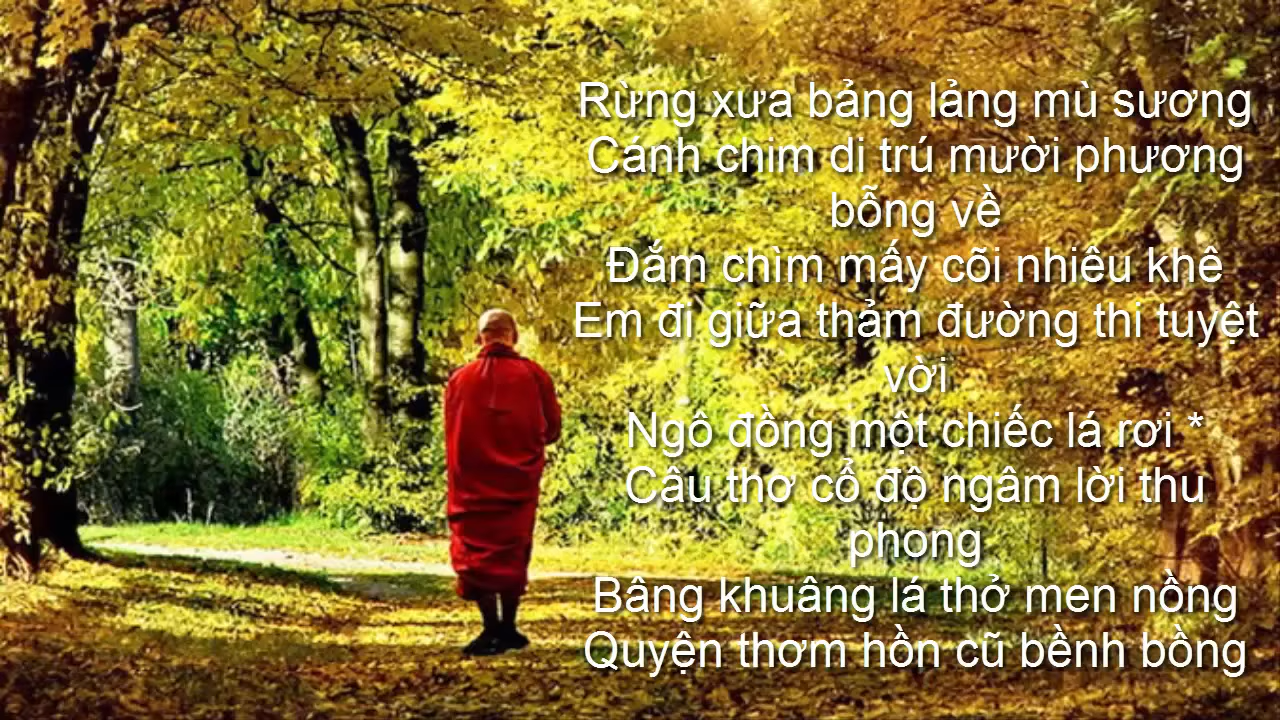 Rừng xưa bảng lảng mù sương
Cánh chim di trú mười phương
bỗng về
Đắm chìm mấy cõi nhiêu khê
Em đi giữa thảm đường thi tuyệt
vời
Ngô đồng một chiếc lá rơi *
Câu thơ cổ độ ngâm lời thu
phong
Bâng khuâng lá thở men nồng
Quyện thơm hồn cũ bềnh bồng